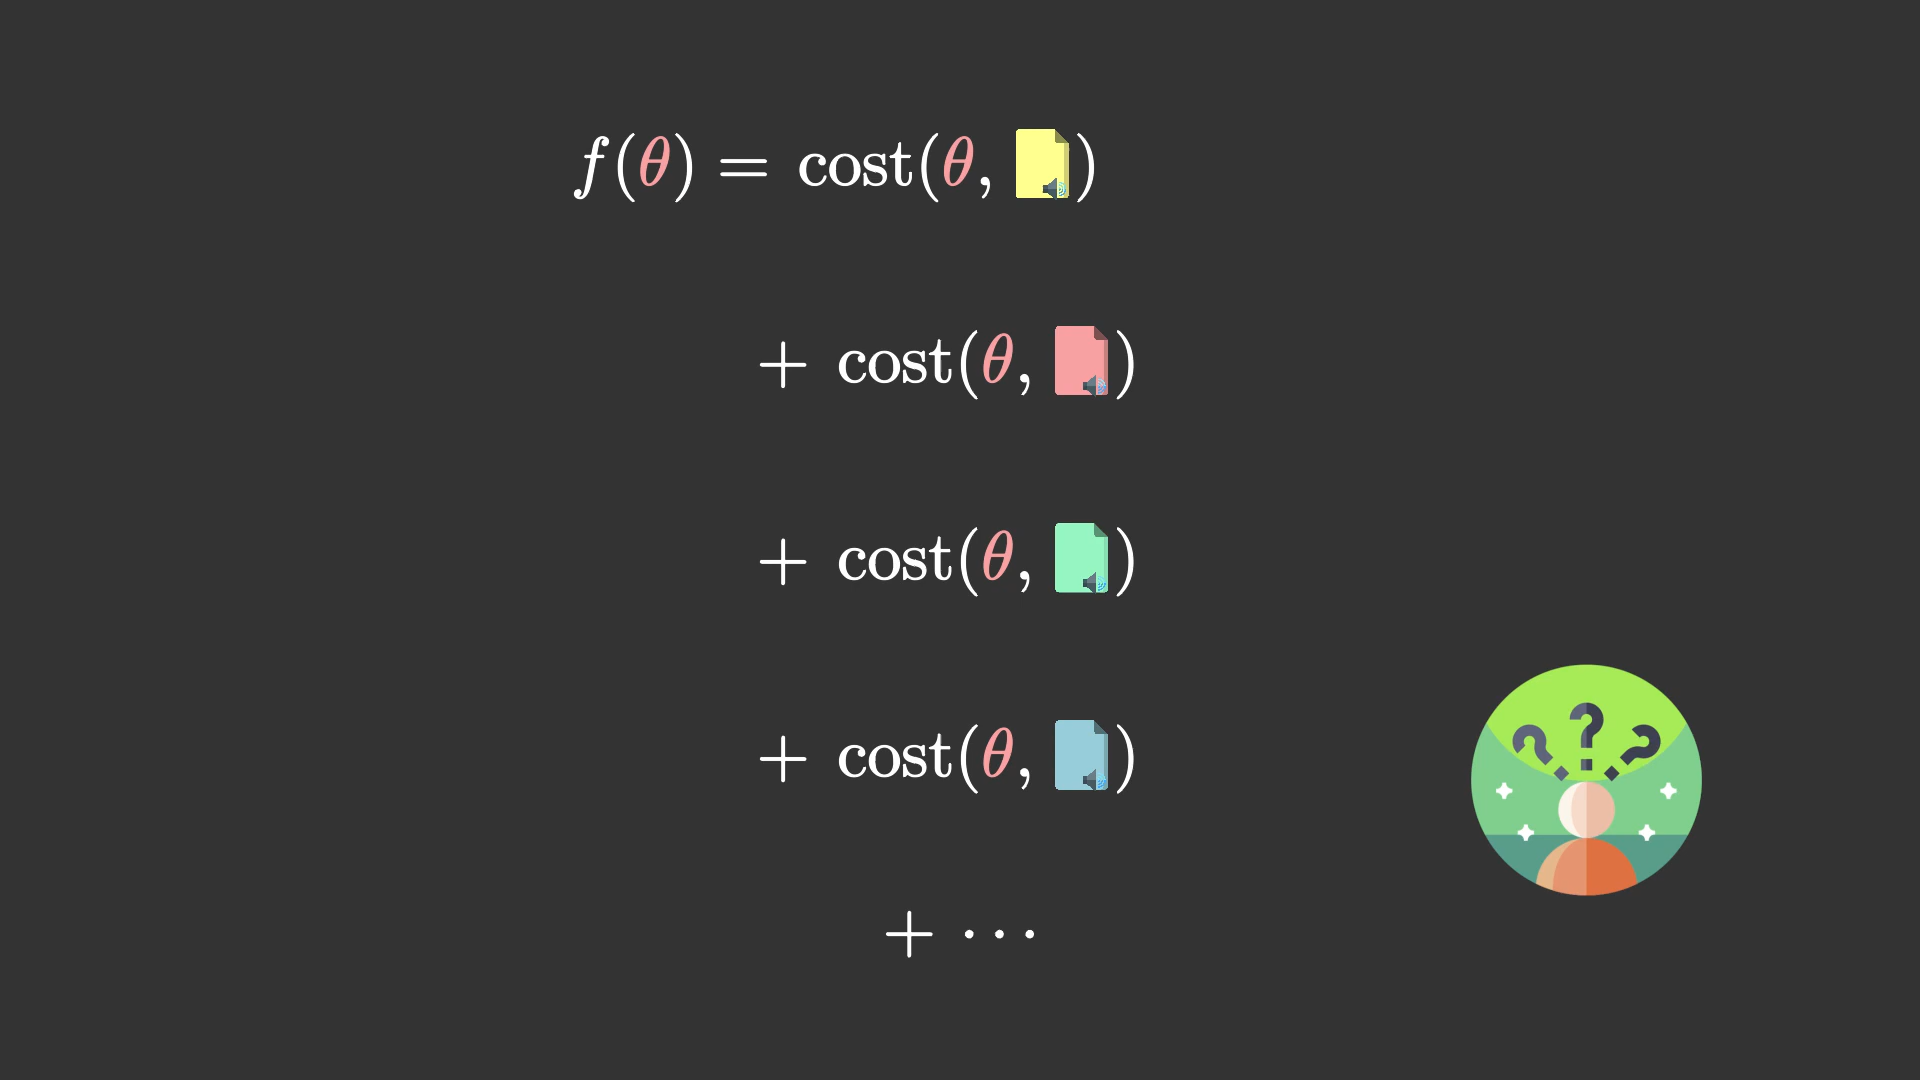 f(θ) = cost(θ, )
+ cost(θ, )
+ cost(θ, )
+ cost(θ, )
+ ···
? ? ?